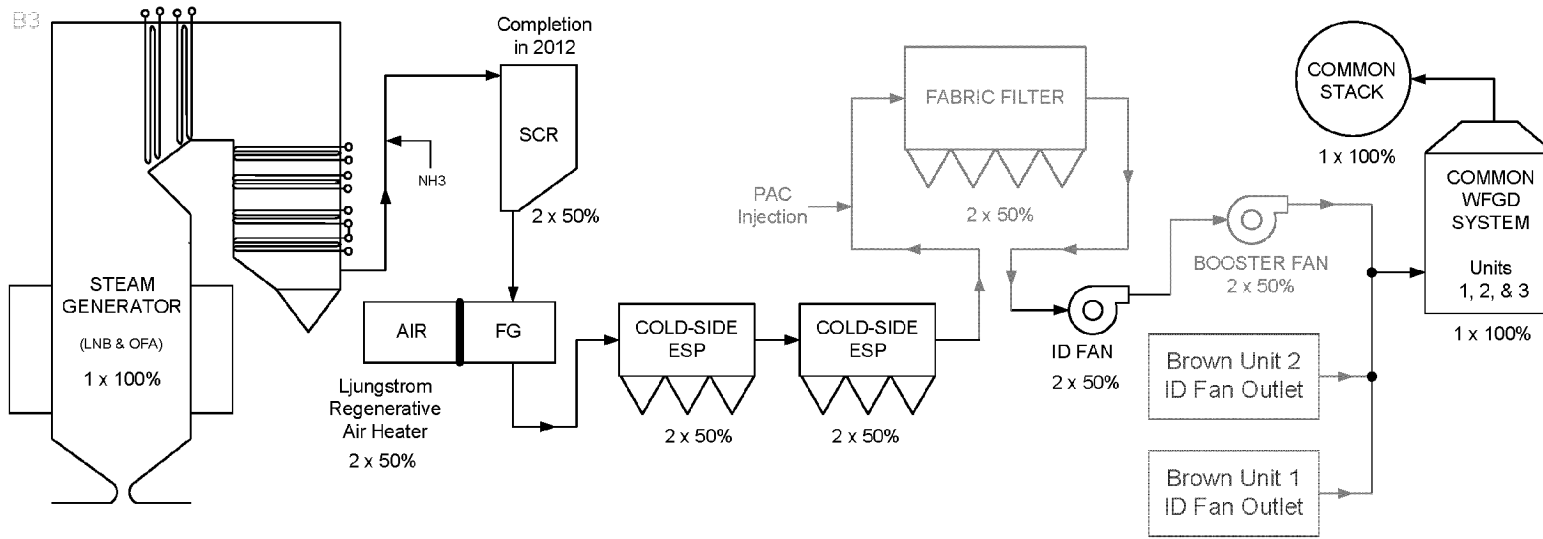 B3
STEAM
GENERATOR
(LNB & OFA)
1 x 100%
Completion
in 2012
SCR
2 x 50%
NH3
AIR
FG
Ljungstrom
Regenerative
Air Heater
2 x 50%
COLD-SIDE
ESP
2 x 50%
COLD-SIDE
ESP
2 x 50%
PAC
Injection
FABRIC FILTER
2 x 50%
ID FAN
2 x 50%
BOOSTER FAN
2 x 50%
Brown Unit 2
ID Fan Outlet
Brown Unit 1
ID Fan Outlet
COMMON
STACK
1 x 100%
COMMON
WFGD
SYSTEM
Units
1, 2, & 3
1 x 100%